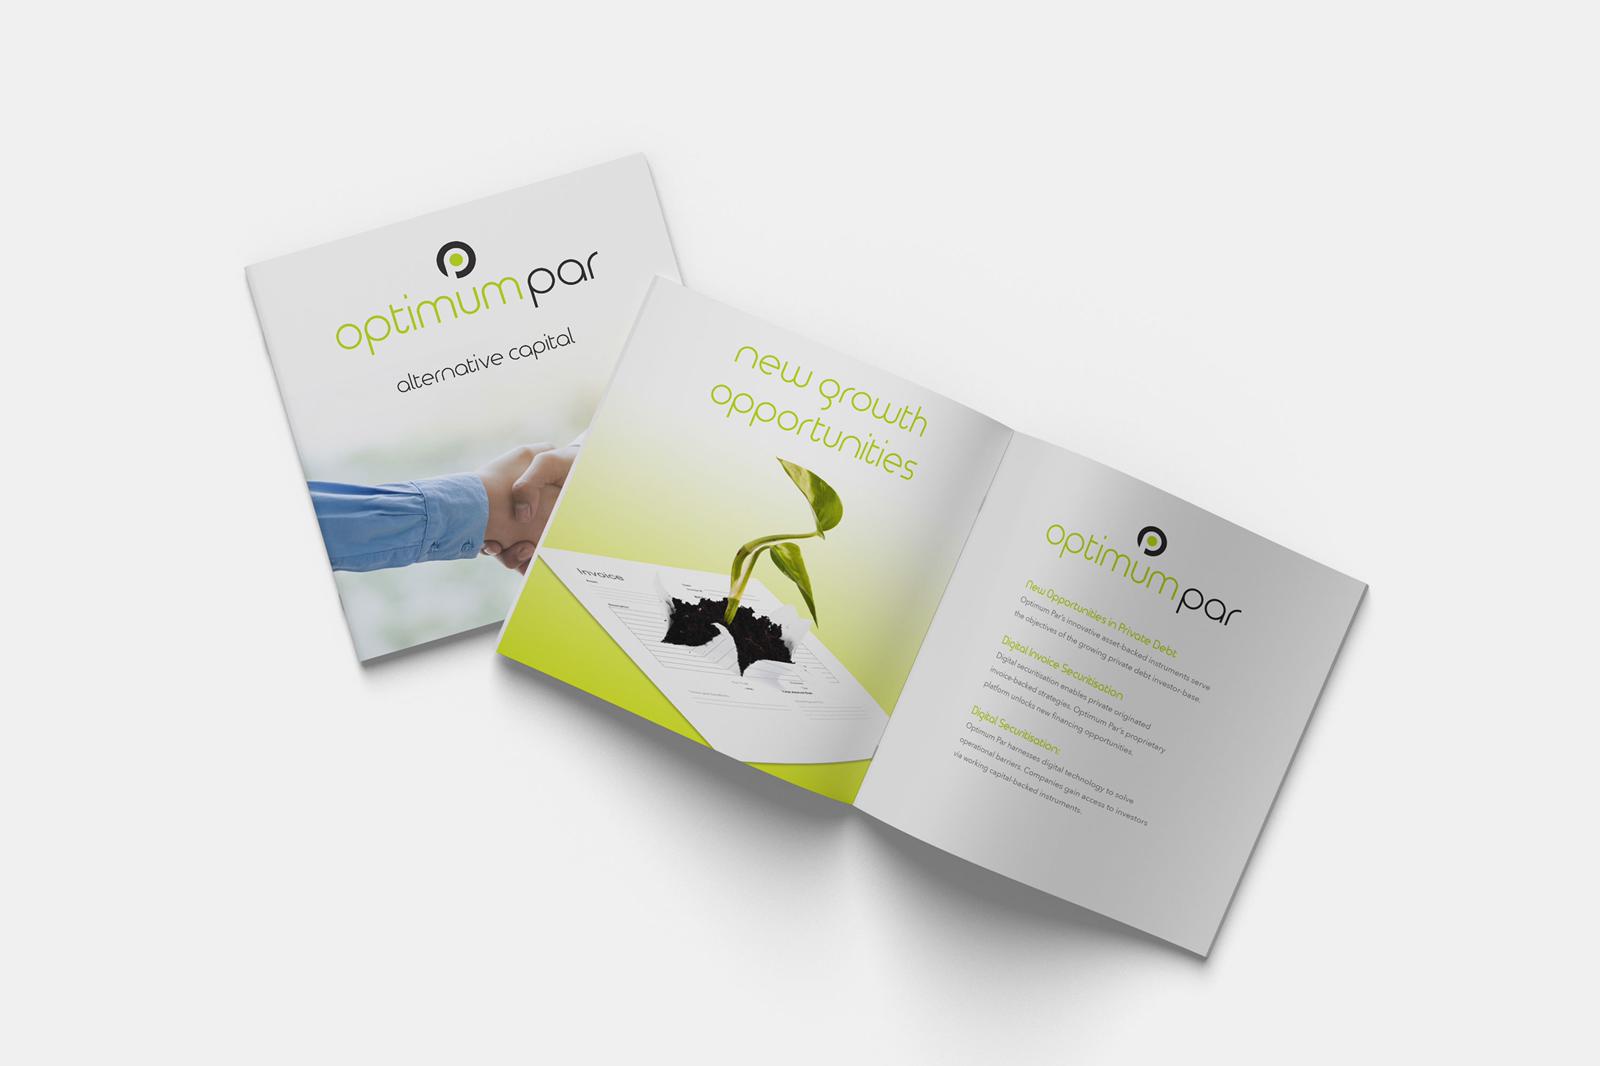 optimum par
alternative capital
new growth
opportunities
Invoice
optimum par
New Opportunities in Private Debt
Optimum Par's innovative asset-backed instruments serve
the objectives of the growing private debt investor-base.
Digital Invoice Securitisation
Digital securitisation enables private originated
invoice-backed strategies. Optimum Par's proprietary
platform unlocks new financing opportunities.
Digital Securitisation:
Optimum Par harnesses digital technology to solve
operational barriers. Companies gain access to investors
via working capital-backed instruments.